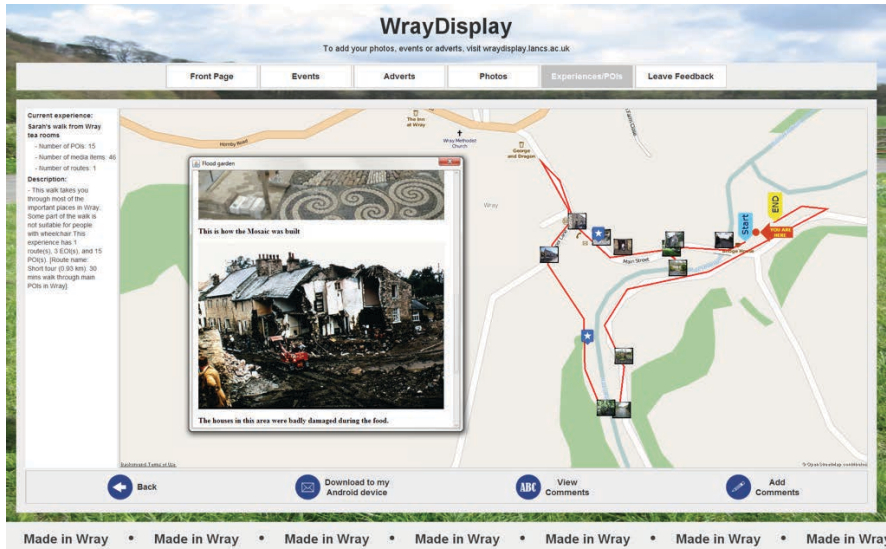 WrayDisplay
To add your photos, events or adverts, visit wraydisplay.lancs.ac.uk
Front Page
Events
Adverts
Photos
Experiences/POIs
Leave Feedback
Current experience:
Sarah's walk from Wray
tea rooms
- Number of POIs: 15
- Number of media items: 46
- Number of routes: 1
Description:
- This walk takes you
through most of the
important places in Wray.
Some part of the walk is
not suitable for people
with wheelchair This
experience has 1
route(s), 3 EOI(s), and 15
POI(s). [Route name:
Short tour (0.93 km): 30
mins walk through main
POIs in Wray]
Hornby Road
The Inn
at Wray
Wray Methodist
Church
George
and Dragon
Wray
Main Street
Start
END
YOU ARE
HERE
Flood garden
This is how the Mosaic was built
The houses in this area were badly damaged during the food.
Background Terms of Use
© OpenStreetMap contributors
Back
Download to my
Android device
ABC
View
Comments
Add
Comments
Made in Wray • Made in Wray • Made in Wray • Made in Wray • Made in Wray • Made in Wray • Made in Wray